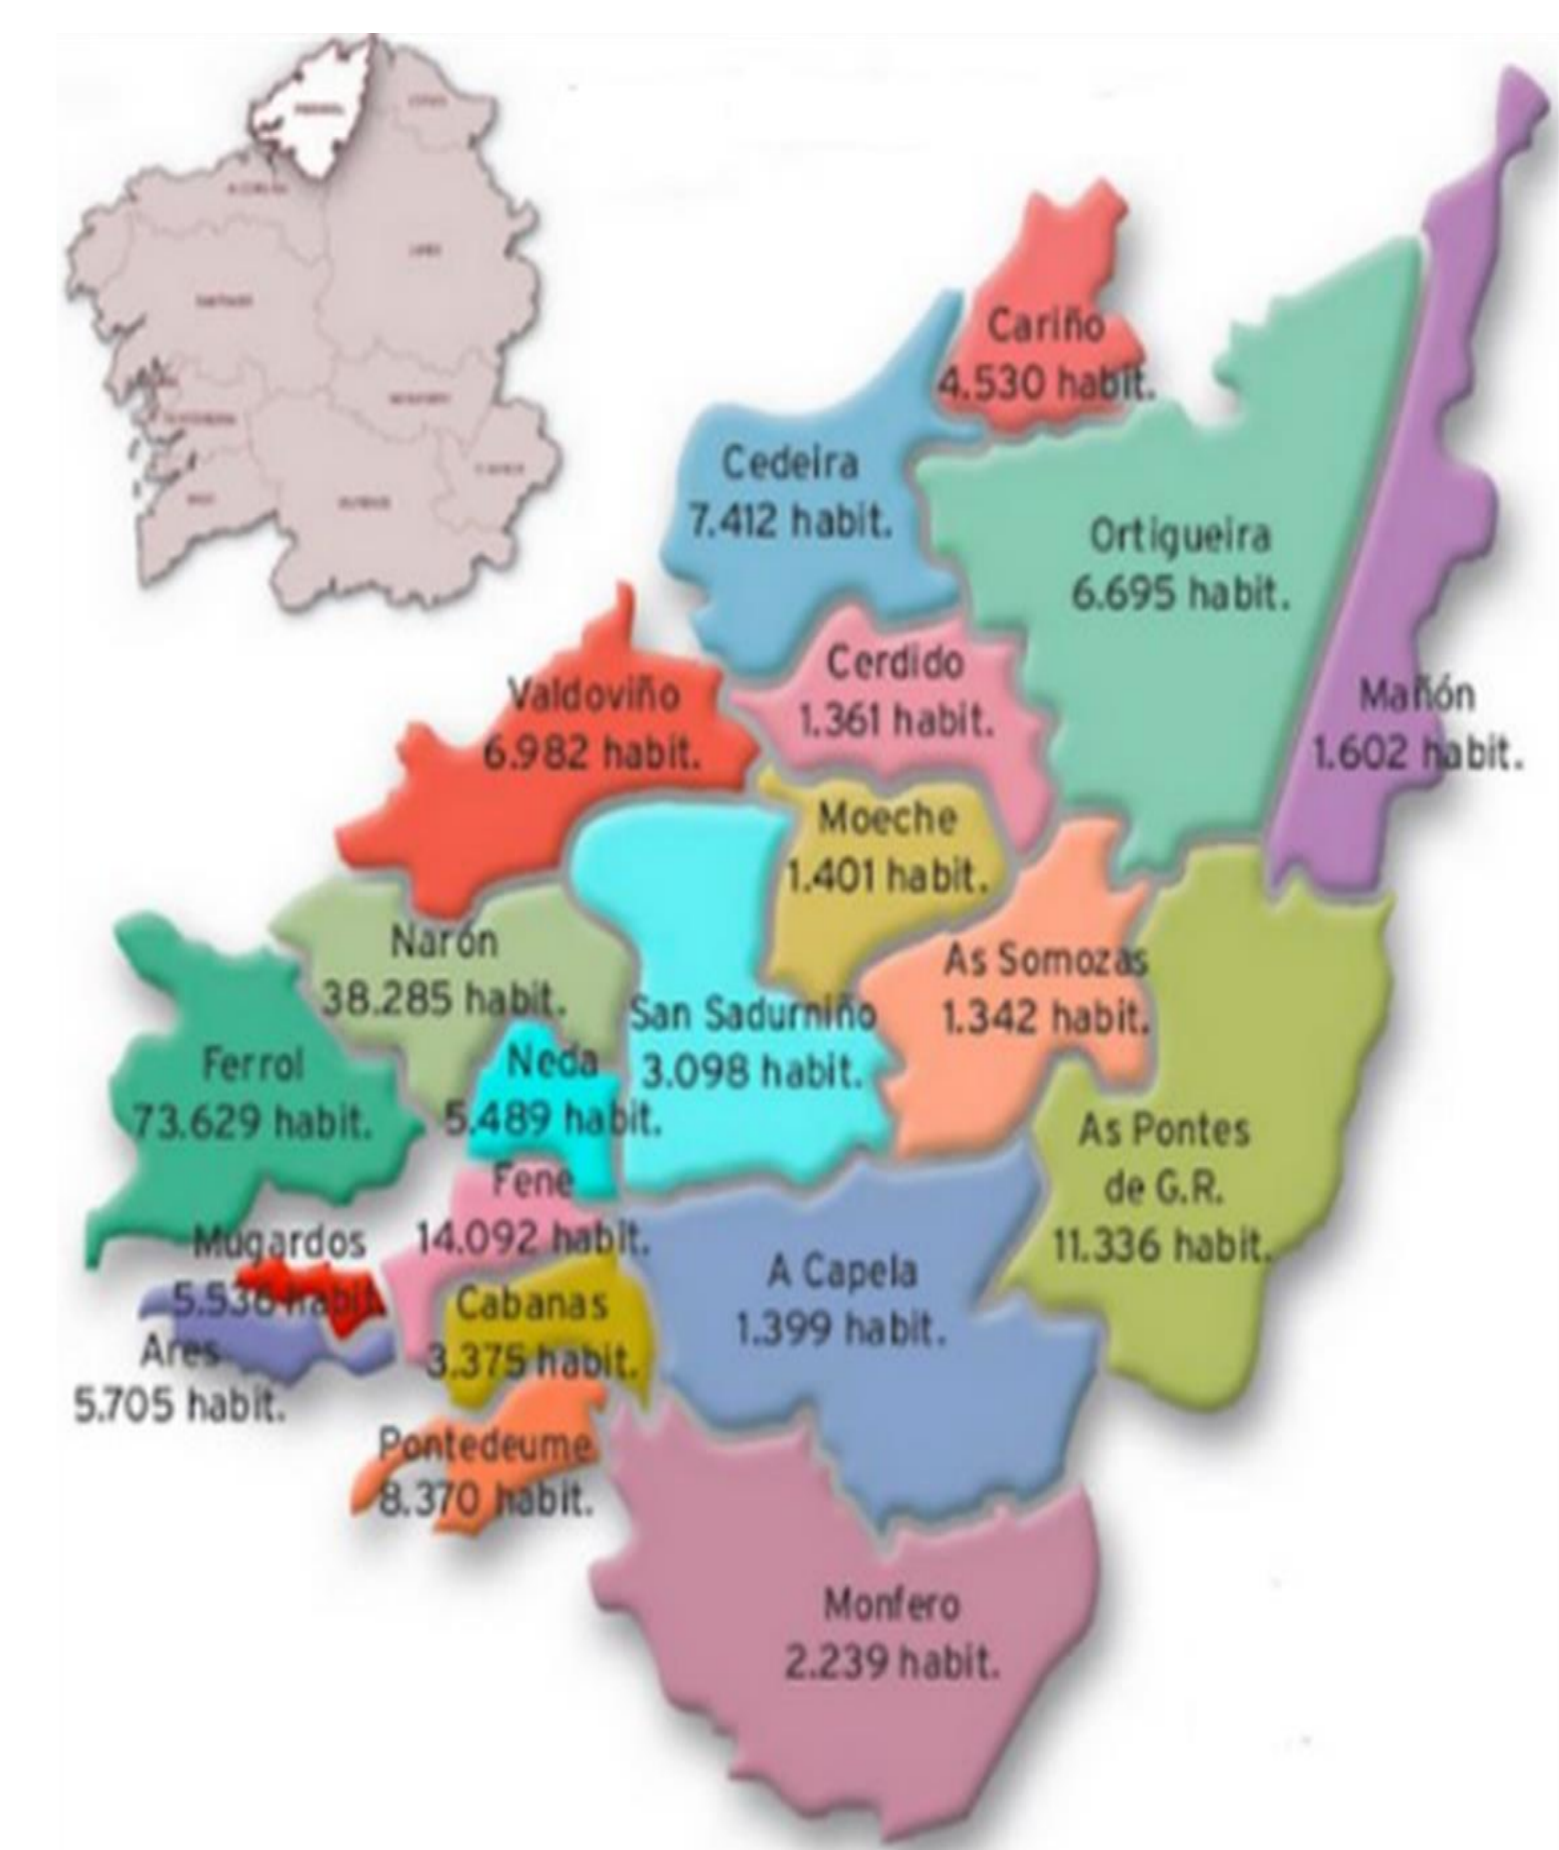 Cariño
4.530 habit.
Cedeira
7.412 habit.
Ortigueira
6.695 habit.
Cerdido
1.361 habit.
Valdoviño
6.982 habit.
Mañón
1.602 habit.
Moeche
1.401 habit.
Narón
38.285 habit.
As Somozas
1.342 habit.
San Sadurniño
3.098 habit.
Neda
5.489 habit.
Ferrol
73.629 habit.
As Pontes
de G.R.
11.336 habit.
Fene
14.092 habit.
Mugardos
5.536 habit.
A Capela
1.399 habit.
Cabanas
3.375 habit.
Ares
5.705 habit.
Pontedeume
8.370 habit.
Monfero
2.239 habit.